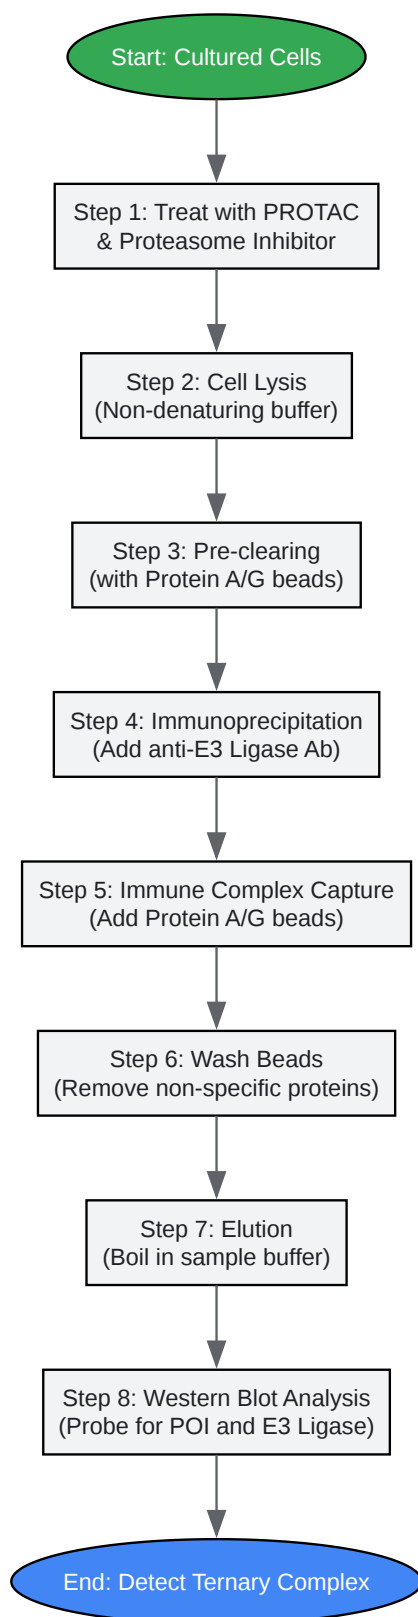 Start: Cultured Cells
Step 1: Treat with PROTAC
& Proteasome Inhibitor
Step 2: Cell Lysis
(Non-denaturing buffer)
Step 3: Pre-clearing
(with Protein A/G beads)
Step 4: Immunoprecipitation
(Add anti-E3 Ligase Ab)
Step 5: Immune Complex Capture
(Add Protein A/G beads)
Step 6: Wash Beads
(Remove non-specific proteins)
Step 7: Elution
(Boil in sample buffer)
Step 8: Western Blot Analysis
(Probe for POI and E3 Ligase)
End: Detect Ternary Complex